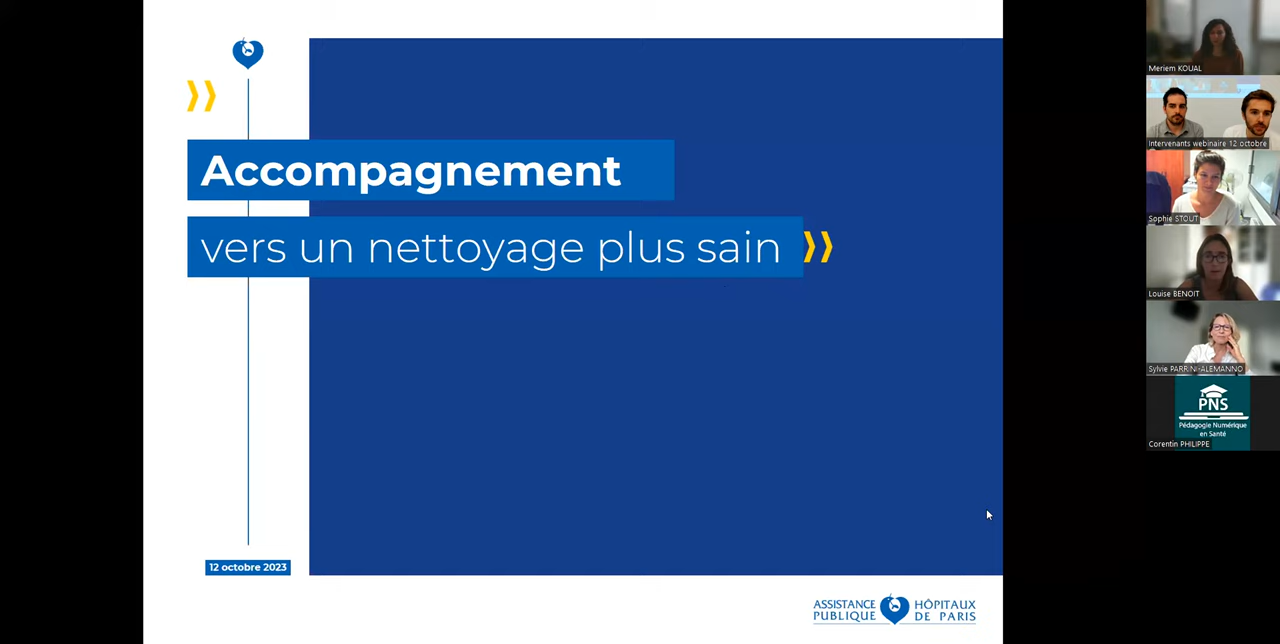 Accompagnement
vers un nettoyage plus sain
12 octobre 2023
ASSISTANCE HÔPITAUX
PUBLIQUE DE PARIS
Meriem KOUAL
Intervenants webinaire 12 octobre
Sophie STOUT
Louise BENOIT
Sylvie PARRINI-ALEMANNO
PNS
Pédagogie Numérique
en Santé
Corentin PHILIPPE